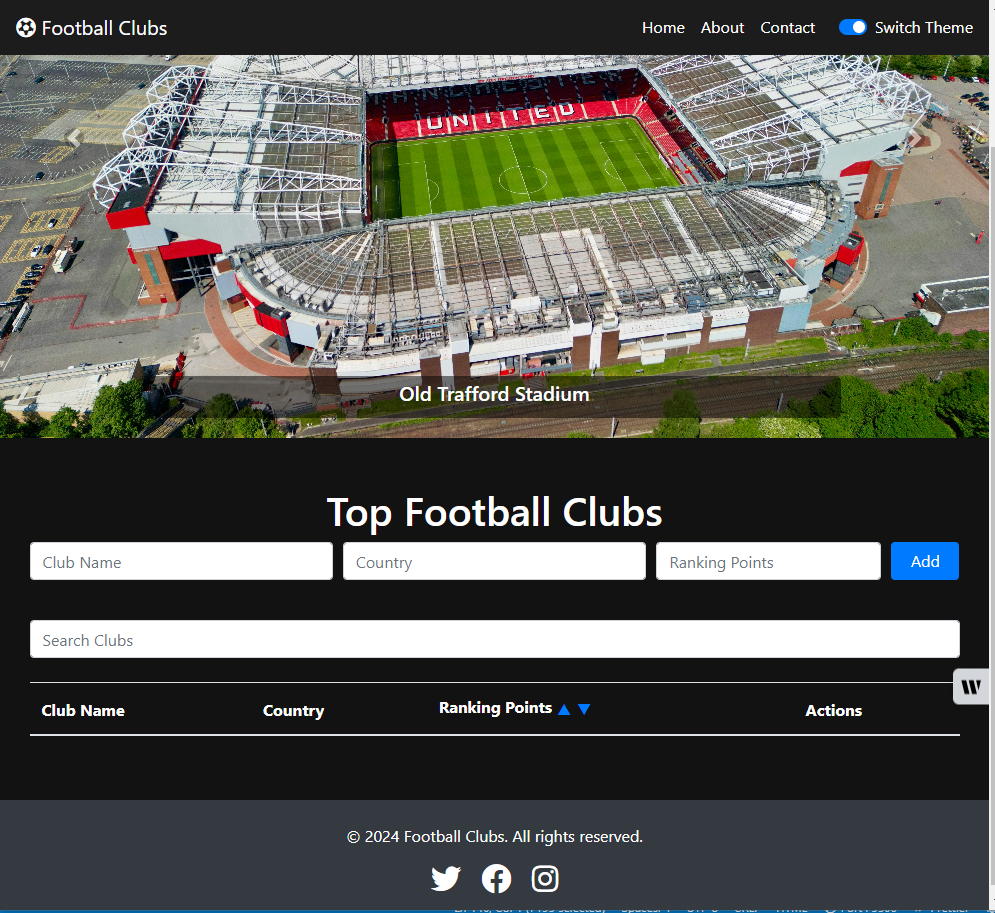 Football Clubs
Home About Contact Switch Theme
UNITED
Old Trafford Stadium
Top Football Clubs
Club Name Country Ranking Points Add
Search Clubs
Club Name Country Ranking Points ▲ ▼ Actions
© 2024 Football Clubs. All rights reserved.